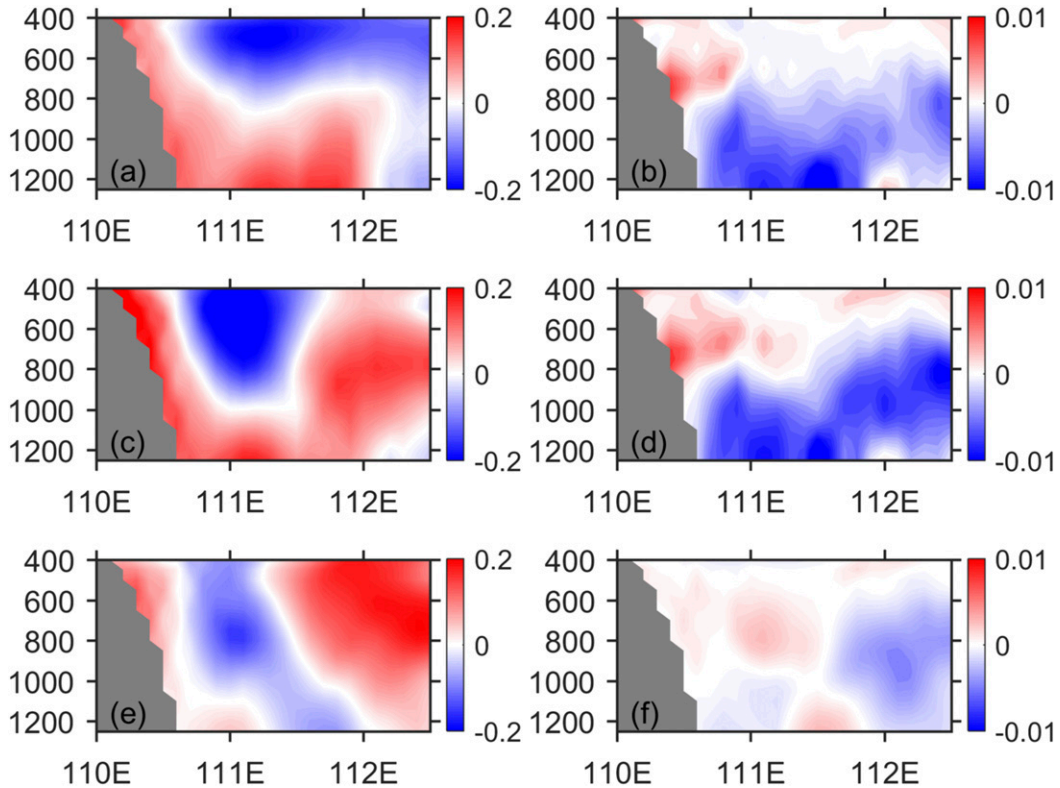 400 0.2 400 0.01
600 600
800 0 800 0
1000 1000
1200 (a) -0.2 1200 (b) -0.01
110E 111E 112E 110E 111E 112E
400 0.2 400 0.01
600 600
800 0 800 0
1000 1000
1200 (c) -0.2 1200 (d) -0.01
110E 111E 112E 110E 111E 112E
400 0.2 400 0.01
600 600
800 0 800 0
1000 1000
1200 (e) -0.2 1200 (f) -0.01
110E 111E 112E 110E 111E 112E